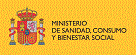 MINISTERIO
DE SANIDAD, CONSUMO
Y BIENESTAR SOCIAL